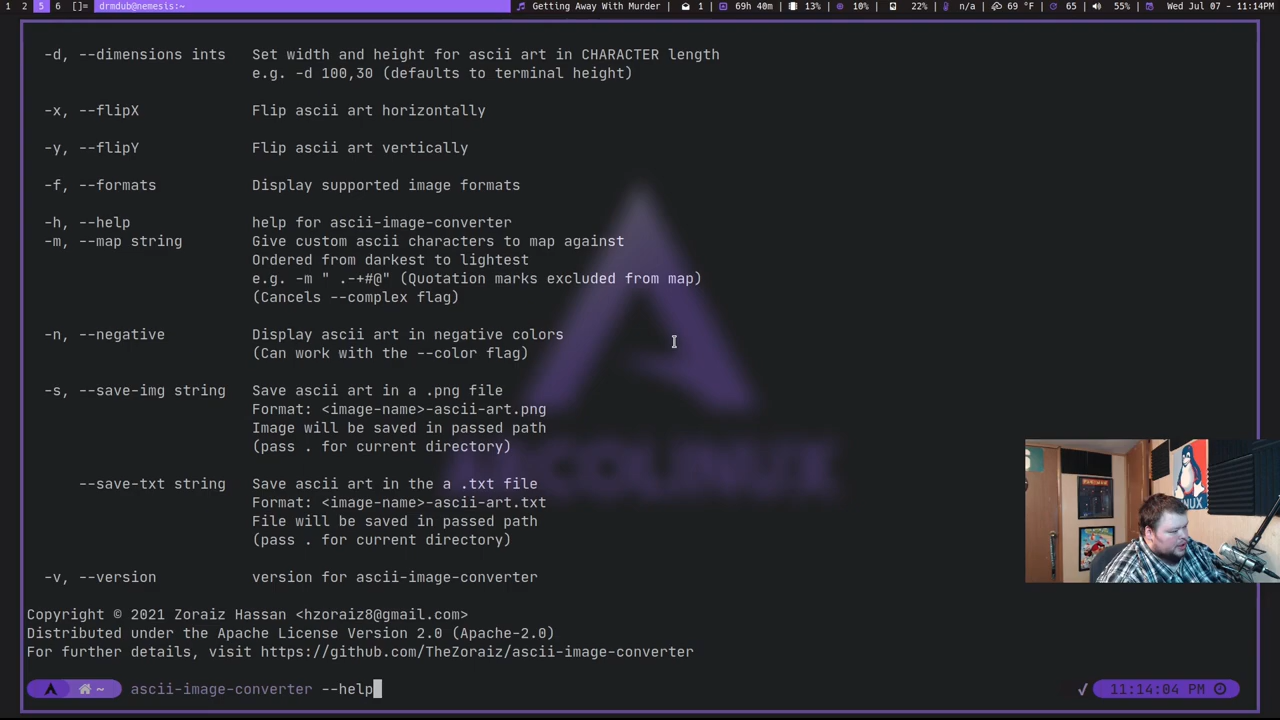 1 2 5 6 []= drmdub@nemesis:~ Getting Away With Murder 1 69h 40m 13% 10% 22% n/a 69 °F 65 55% Wed Jul 07 - 11:14PM
-d, --dimensions ints Set width and height for ascii art in CHARACTER length
e.g. -d 100,30 (defaults to terminal height)
-x, --flipX Flip ascii art horizontally
-y, --flipY Flip ascii art vertically
-f, --formats Display supported image formats
-h, --help help for ascii-image-converter
-m, --map string Give custom ascii characters to map against
Ordered from darkest to lightest
e.g. -m " .-+#@" (Quotation marks excluded from map)
(Cancels --complex flag)
-n, --negative Display ascii art in negative colors
(Can work with the --color flag)
-s, --save-img string Save ascii art in a .png file
Format: <image-name>-ascii-art.png
Image will be saved in passed path
(pass . for current directory)
--save-txt string Save ascii art in the a .txt file
Format: <image-name>-ascii-art.txt
File will be saved in passed path
(pass . for current directory)
-v, --version version for ascii-image-converter
Copyright © 2021 Zoraiz Hassan <hzoraiz8@gmail.com>
Distributed under the Apache License Version 2.0 (Apache-2.0)
For further details, visit https://github.com/TheZoraiz/ascii-image-converter
~ ascii-image-converter --help √ 11:14:04 PM
ARCOLINUX